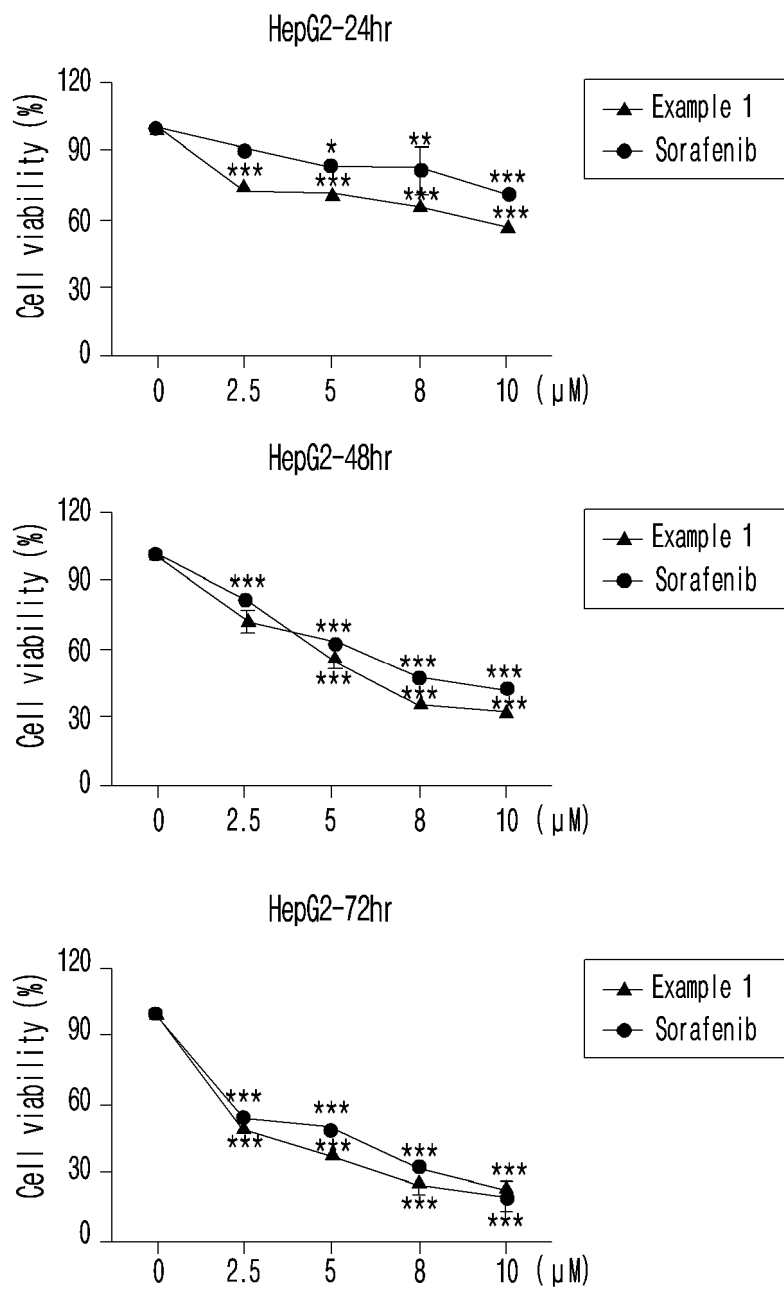 HepG2-24hr
Cell viability (%)
120
90
60
30
0
***
*
***
**
***
***
***
0 2.5 5 8 10 (μM)
Example 1
Sorafenib
HepG2-48hr
Cell viability (%)
120
90
60
30
0
***
***
***
***
***
***
***
0 2.5 5 8 10 (μM)
Example 1
Sorafenib
HepG2-72hr
Cell viability (%)
120
90
60
30
0
***
***
***
***
***
***
***
***
0 2.5 5 8 10 (μM)
Example 1
Sorafenib